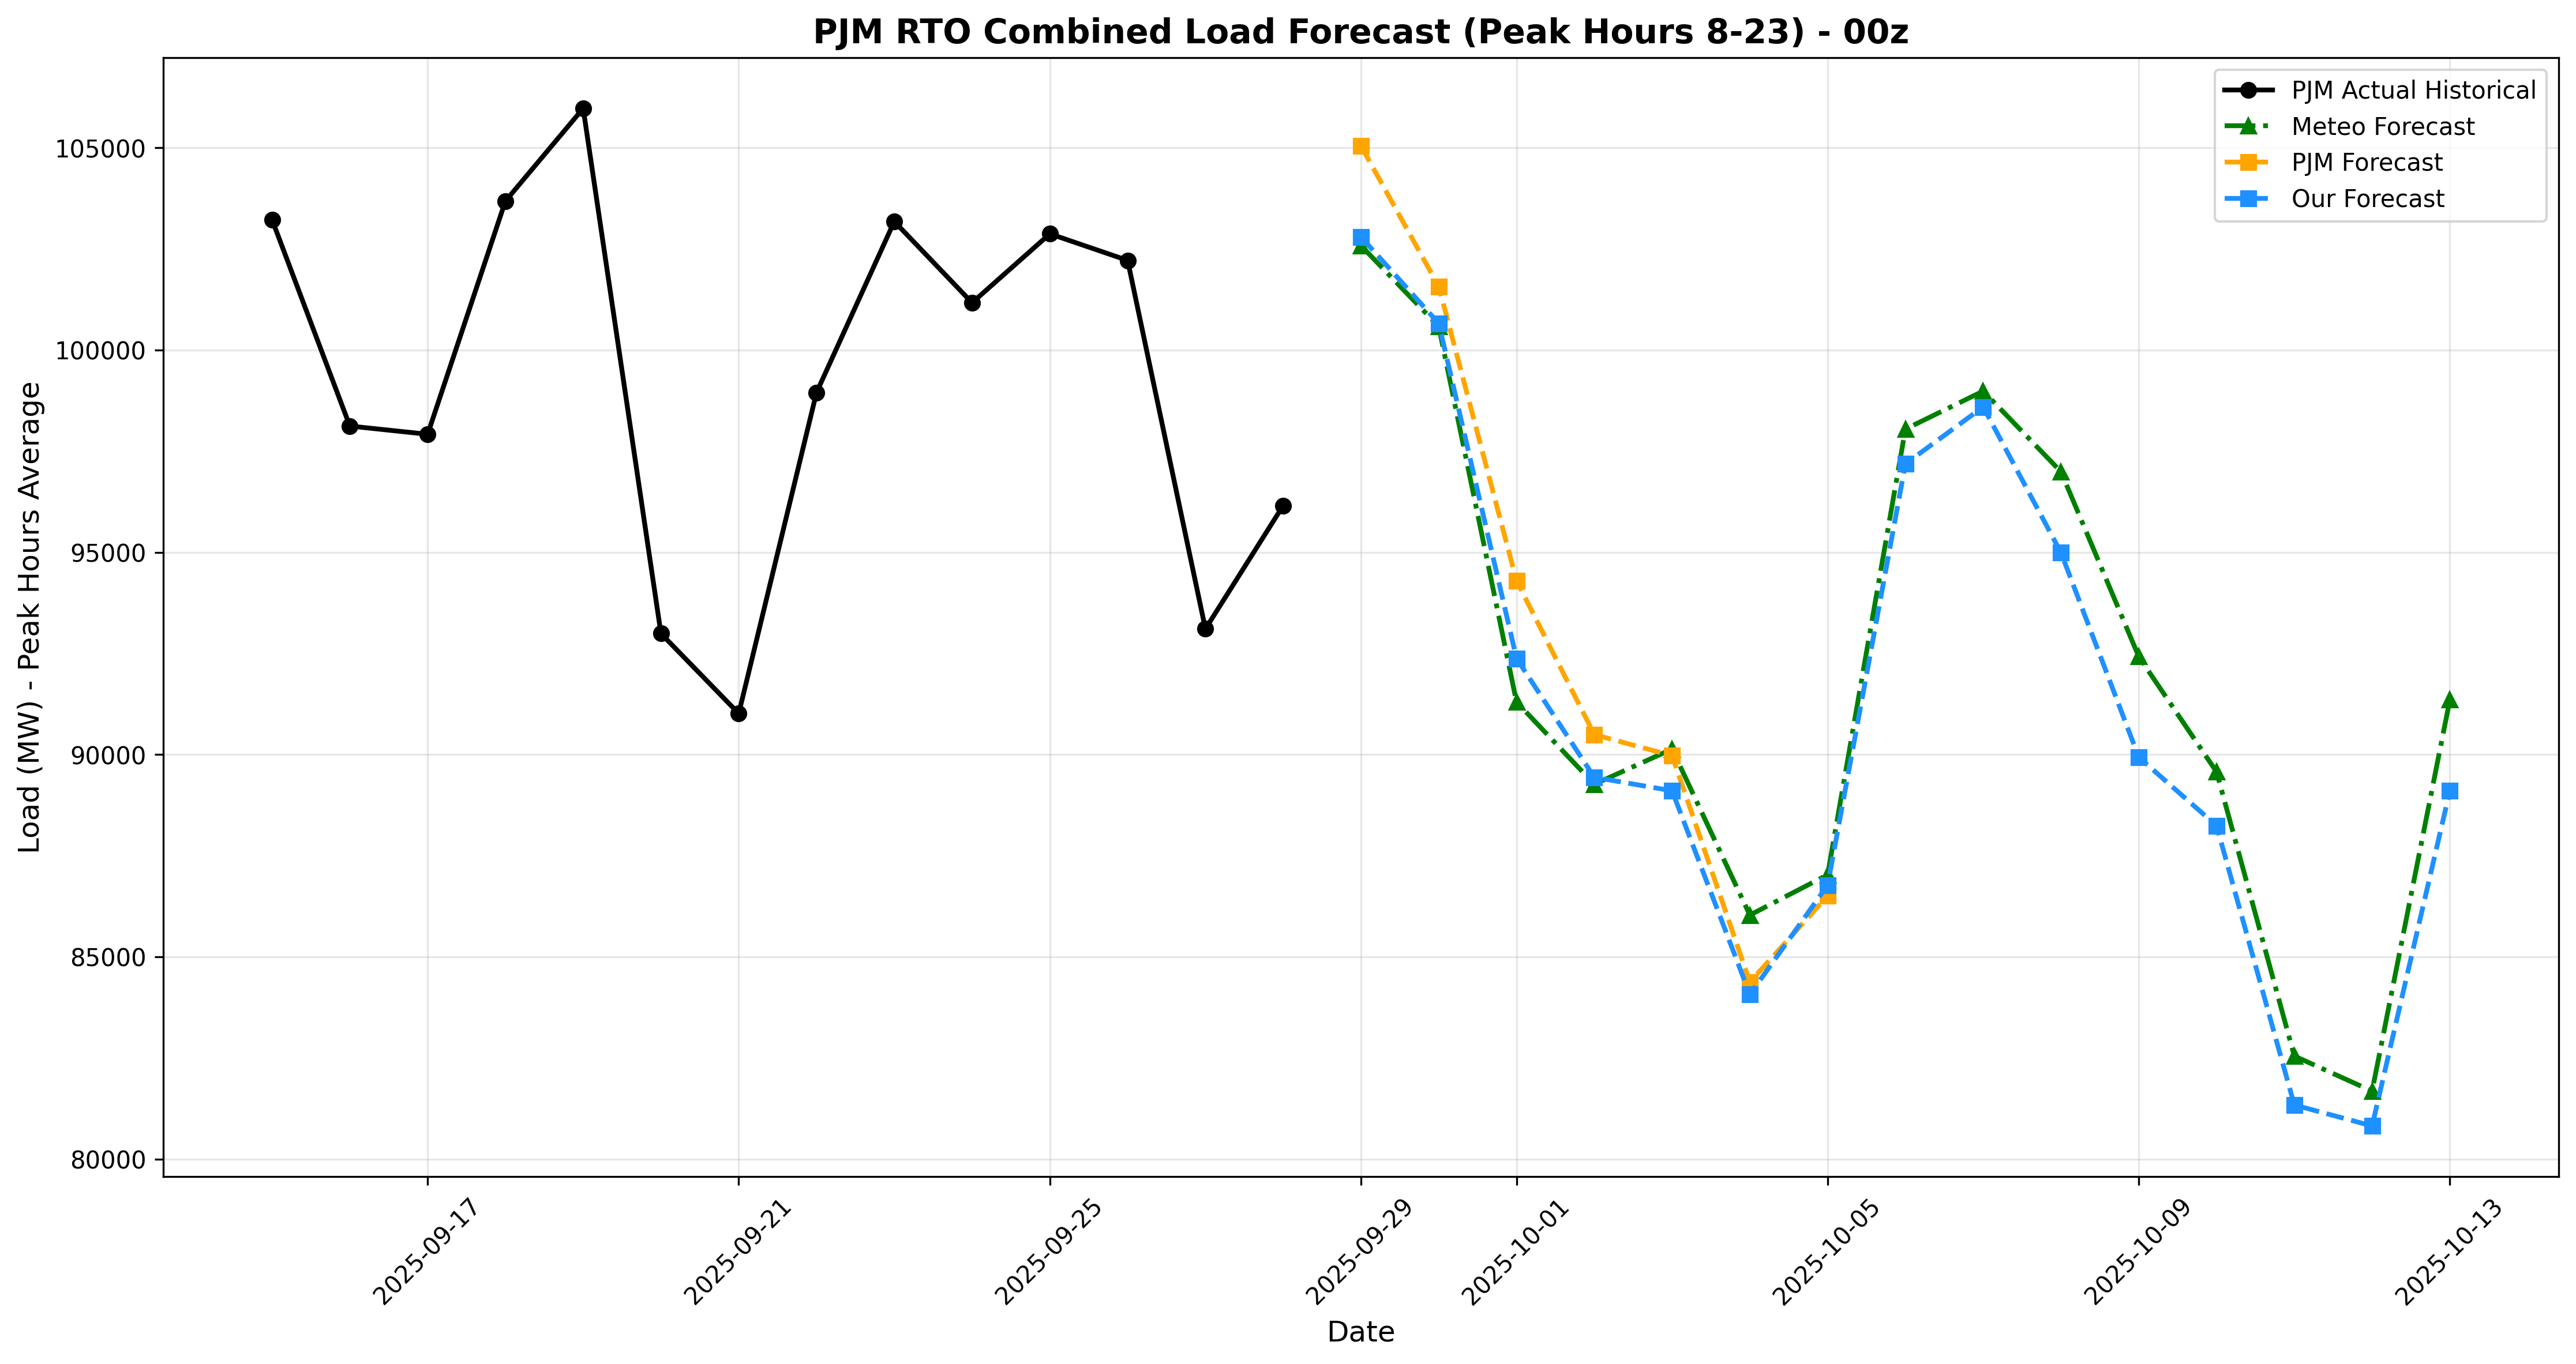 PJM RTO Combined Load Forecast (Peak Hours 8-23) - 00z
PJM Actual Historical
Meteo Forecast
PJM Forecast
Our Forecast
Load (MW) - Peak Hours Average
105000
100000
95000
90000
85000
80000
2025-09-17
2025-09-21
2025-09-25
2025-09-29
2025-10-01
2025-10-05
2025-10-09
2025-10-13
Date